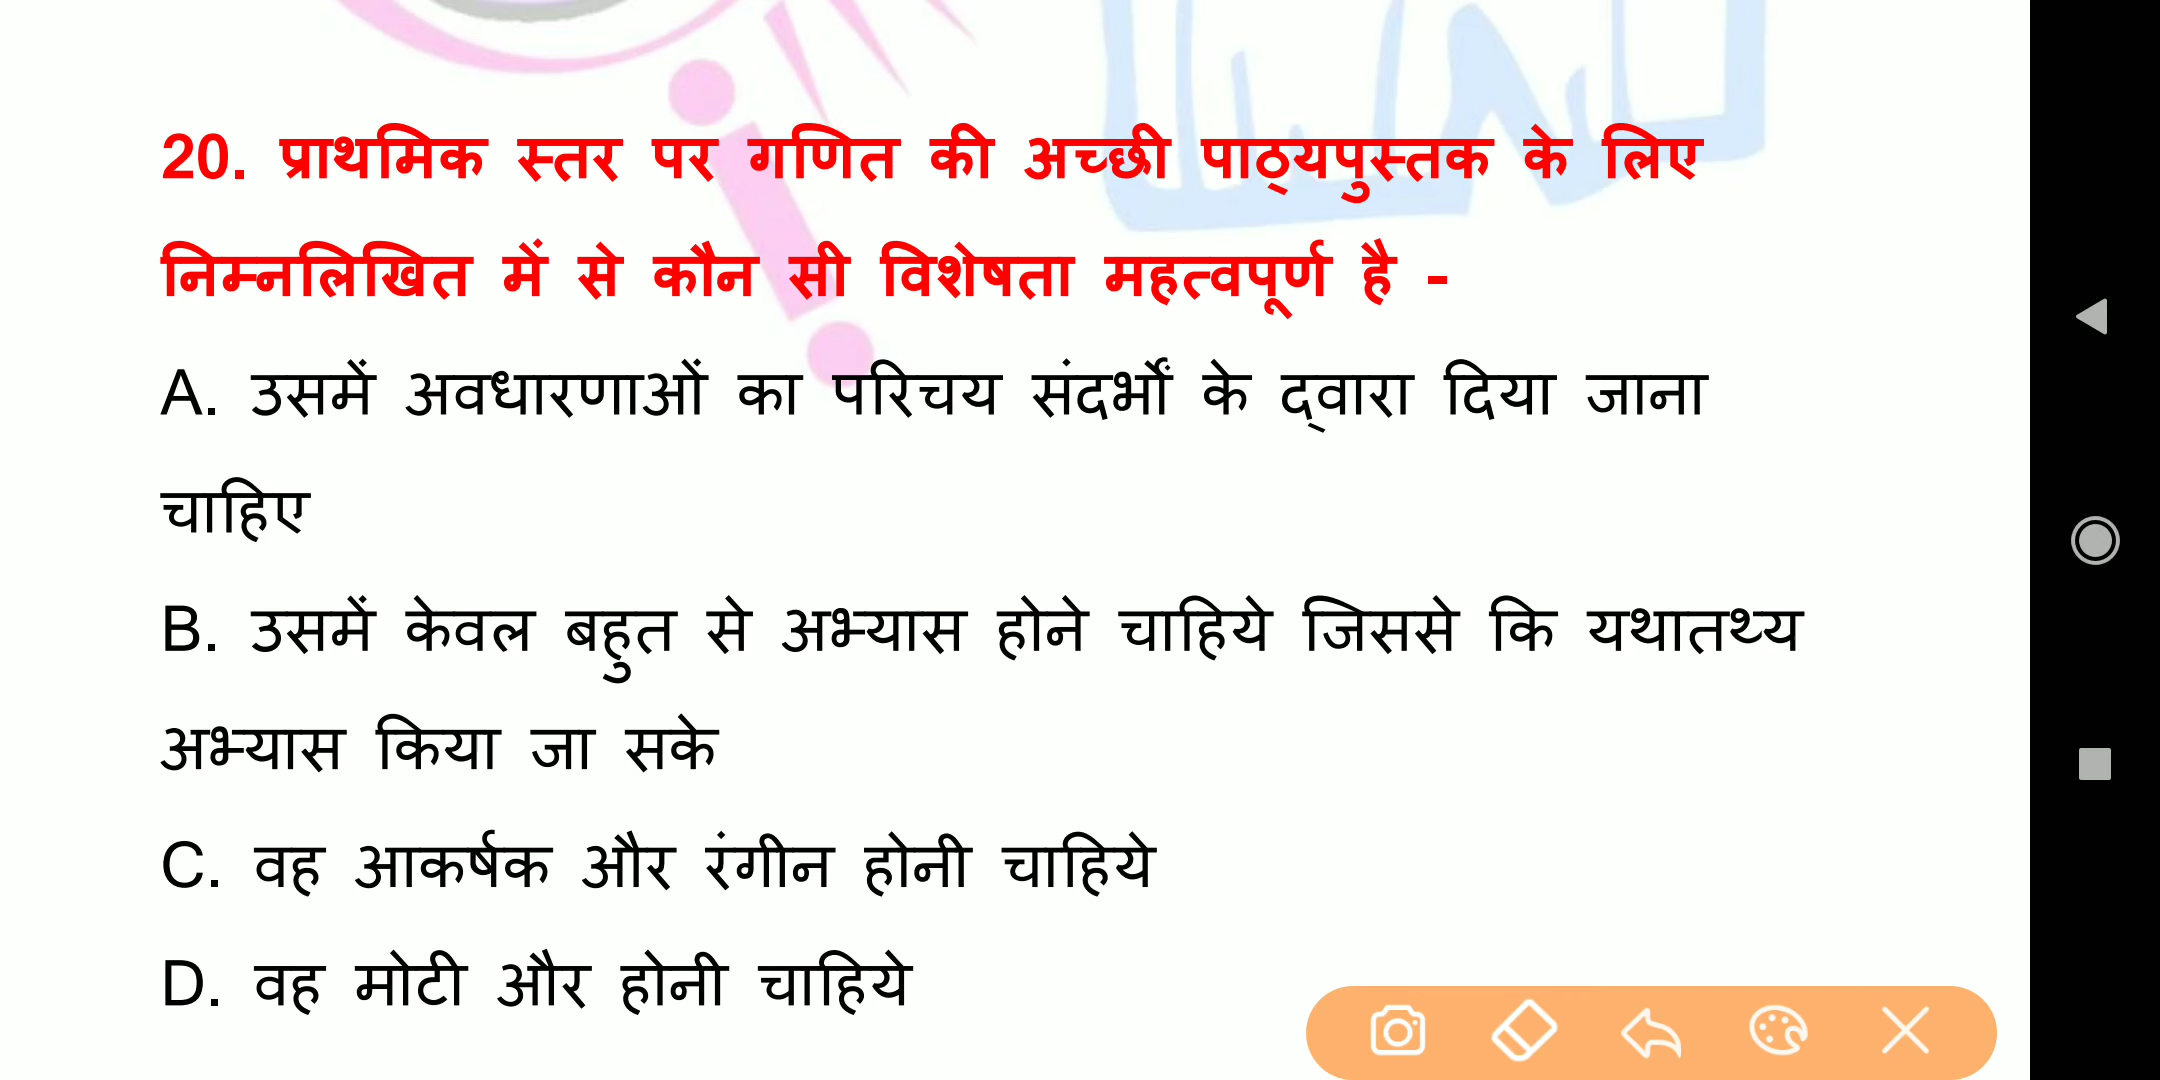 20. प्राथमिक स्तर पर गणित की अच्छी पाठ्यपुस्तक के लिए
निम्नलिखित में से कौन सी विशेषता महत्वपूर्ण है -
A. उसमें अवधारणाओं का परिचय संदर्भों के द्वारा दिया जाना
चाहिए
B. उसमें केवल बहुत से अभ्यास होने चाहिये जिससे कि यथातथ्य
अभ्यास किया जा सके
C. वह आकर्षक और रंगीन होनी चाहिये
D. वह मोटी और होनी चाहिये